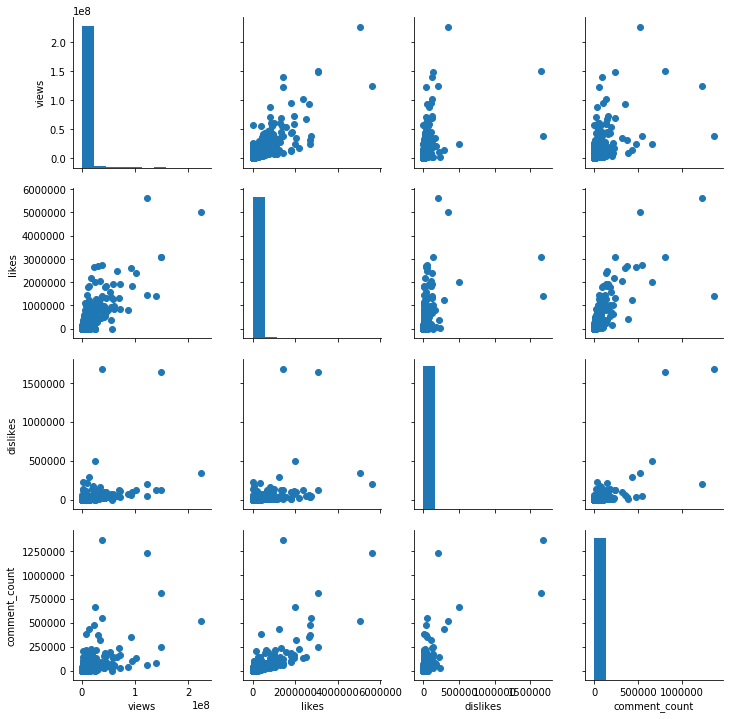 1e8
2.0
1.5
1.0
0.5
0.0
views
6000000
5000000
4000000
3000000
2000000
1000000
0
likes
1500000
1000000
500000
0
dislikes
1250000
1000000
750000
500000
250000
0
comment_count
0 1 2
1e8
views
0 2000000 4000000 6000000
likes
0 500000 1000000 1500000
dislikes
0 500000 1000000
comment_count